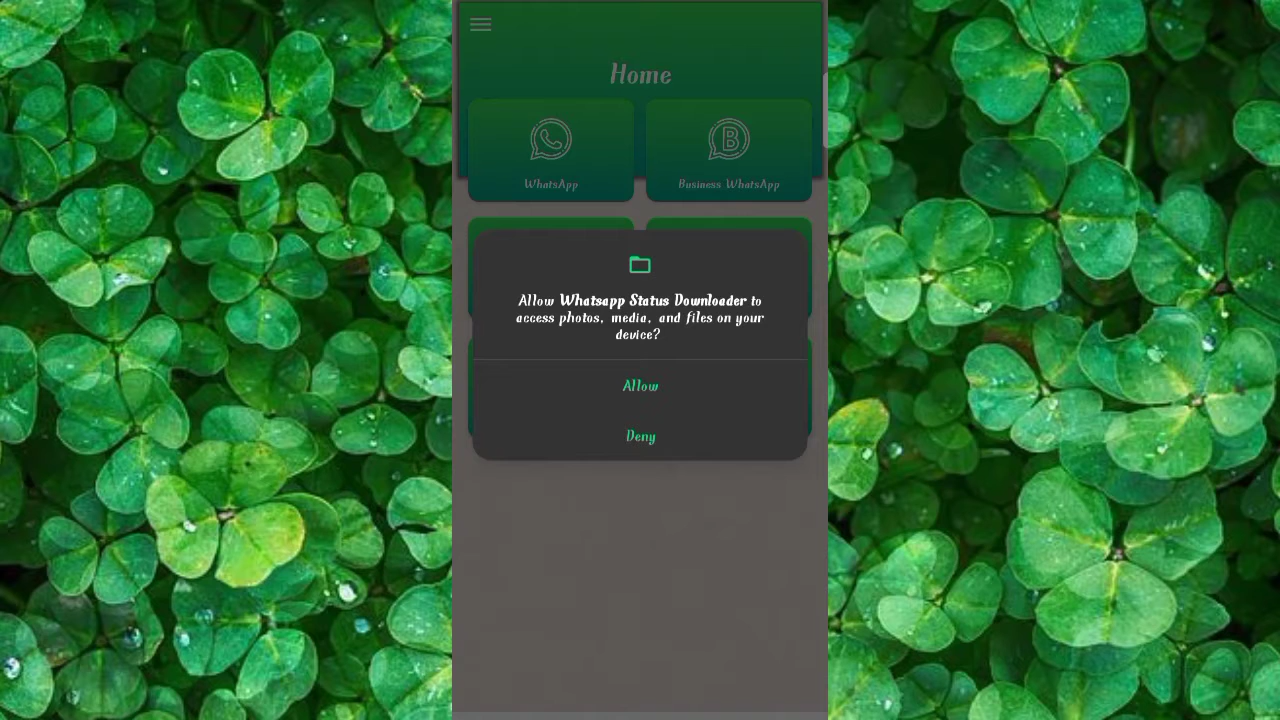 Home
WhatsApp
Business WhatsApp
Allow Whatsapp Status Downloader to
access photos, media, and files on your
device?
Allow
Deny